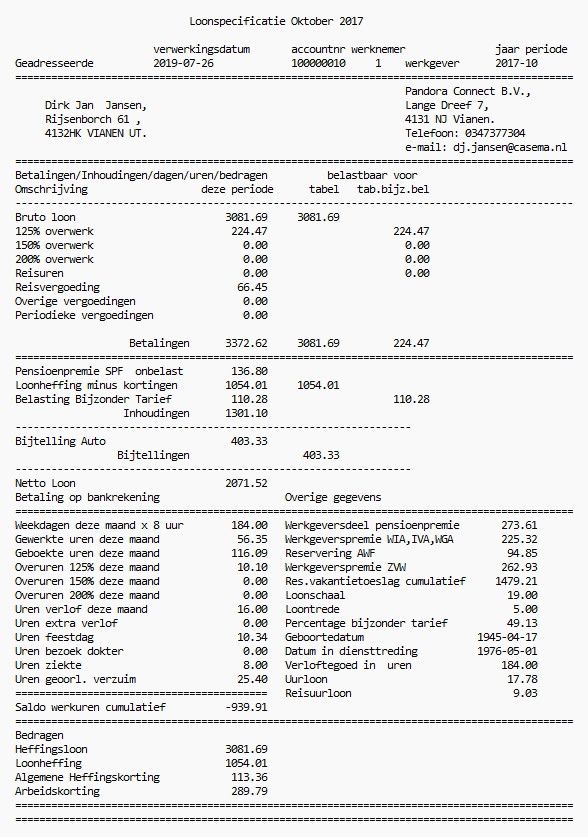 Loonspecificatie Oktober 2017
verwerkingsdatum accountnr werknemer jaar periode
Geadresseerde 2019-07-26 100000010 1 werkgever 2017-10
================================================================================
Pandora Connect B.V.,
Dirk Jan Jansen, Lange Dreef 7,
Rijsenborch 61 , 4131 NJ Vianen.
4132HK VIANEN UT. Telefoon: 0347377304
e-mail: dj.jansen@casema.nl
================================================================================
Betalingen/Inhoudingen/dagen/uren/bedragen belastbaar voor
Omschrijving deze periode tabel tab.bijz.bel
--------------------------------------------------------------------------------
Bruto loon 3081.69 3081.69
125% overwerk 224.47 224.47
150% overwerk 0.00 0.00
200% overwerk 0.00 0.00
Reisuren 0.00 0.00
Reisvergoeding 66.45
Overige vergoedingen 0.00
Periodieke vergoedingen 0.00
Betalingen 3372.62 3081.69 224.47
================================================================================
Pensioenpremie SPF onbelast 136.80
Loonheffing minus kortingen 1054.01 1054.01
Belasting Bijzonder Tarief 110.28 110.28
Inhoudingen 1301.10
------------------------------------------------------------------
Bijtelling Auto 403.33
Bijtellingen 403.33
------------------------------------------------------------------
Netto Loon 2071.52
Betaling op bankrekening Overige gegevens
================================================================================
Weekdagen deze maand x 8 uur 184.00 Werkgeversdeel pensioenpremie 273.61
Gewerkte uren deze maand 56.35 Werkgeverspremie WIA,IVA,WGA 225.32
Geboekte uren deze maand 116.09 Reservering AWF 94.85
Overuren 125% deze maand 10.10 Werkgeverspremie ZVW 262.93
Overuren 150% deze maand 0.00 Res.vakantietoeslag cumulatief 1479.21
Overuren 200% deze maand 0.00 Loonschaal 19.00
Uren verlof deze maand 16.00 Loontrede 5.00
Uren extra verlof 0.00 Percentage bijzonder tarief 49.13
Uren feestdag 10.34 Geboortedatum 1945-04-17
Uren bezoek dokter 0.00 Datum in diensttreding 1976-05-01
Uren ziekte 8.00 Verloftegoed in uren 184.00
Uren geoorl. verzuim 25.40 Uurloon 17.78
========================================== Reisuurloon 9.03
Saldo werkuren cumulatief -939.91
================================================================================
Bedragen
Heffingsloon 3081.69
Loonheffing 1054.01
Algemene Heffingskorting 113.36
Arbeidskorting 289.79
================================================================================
================================================================================